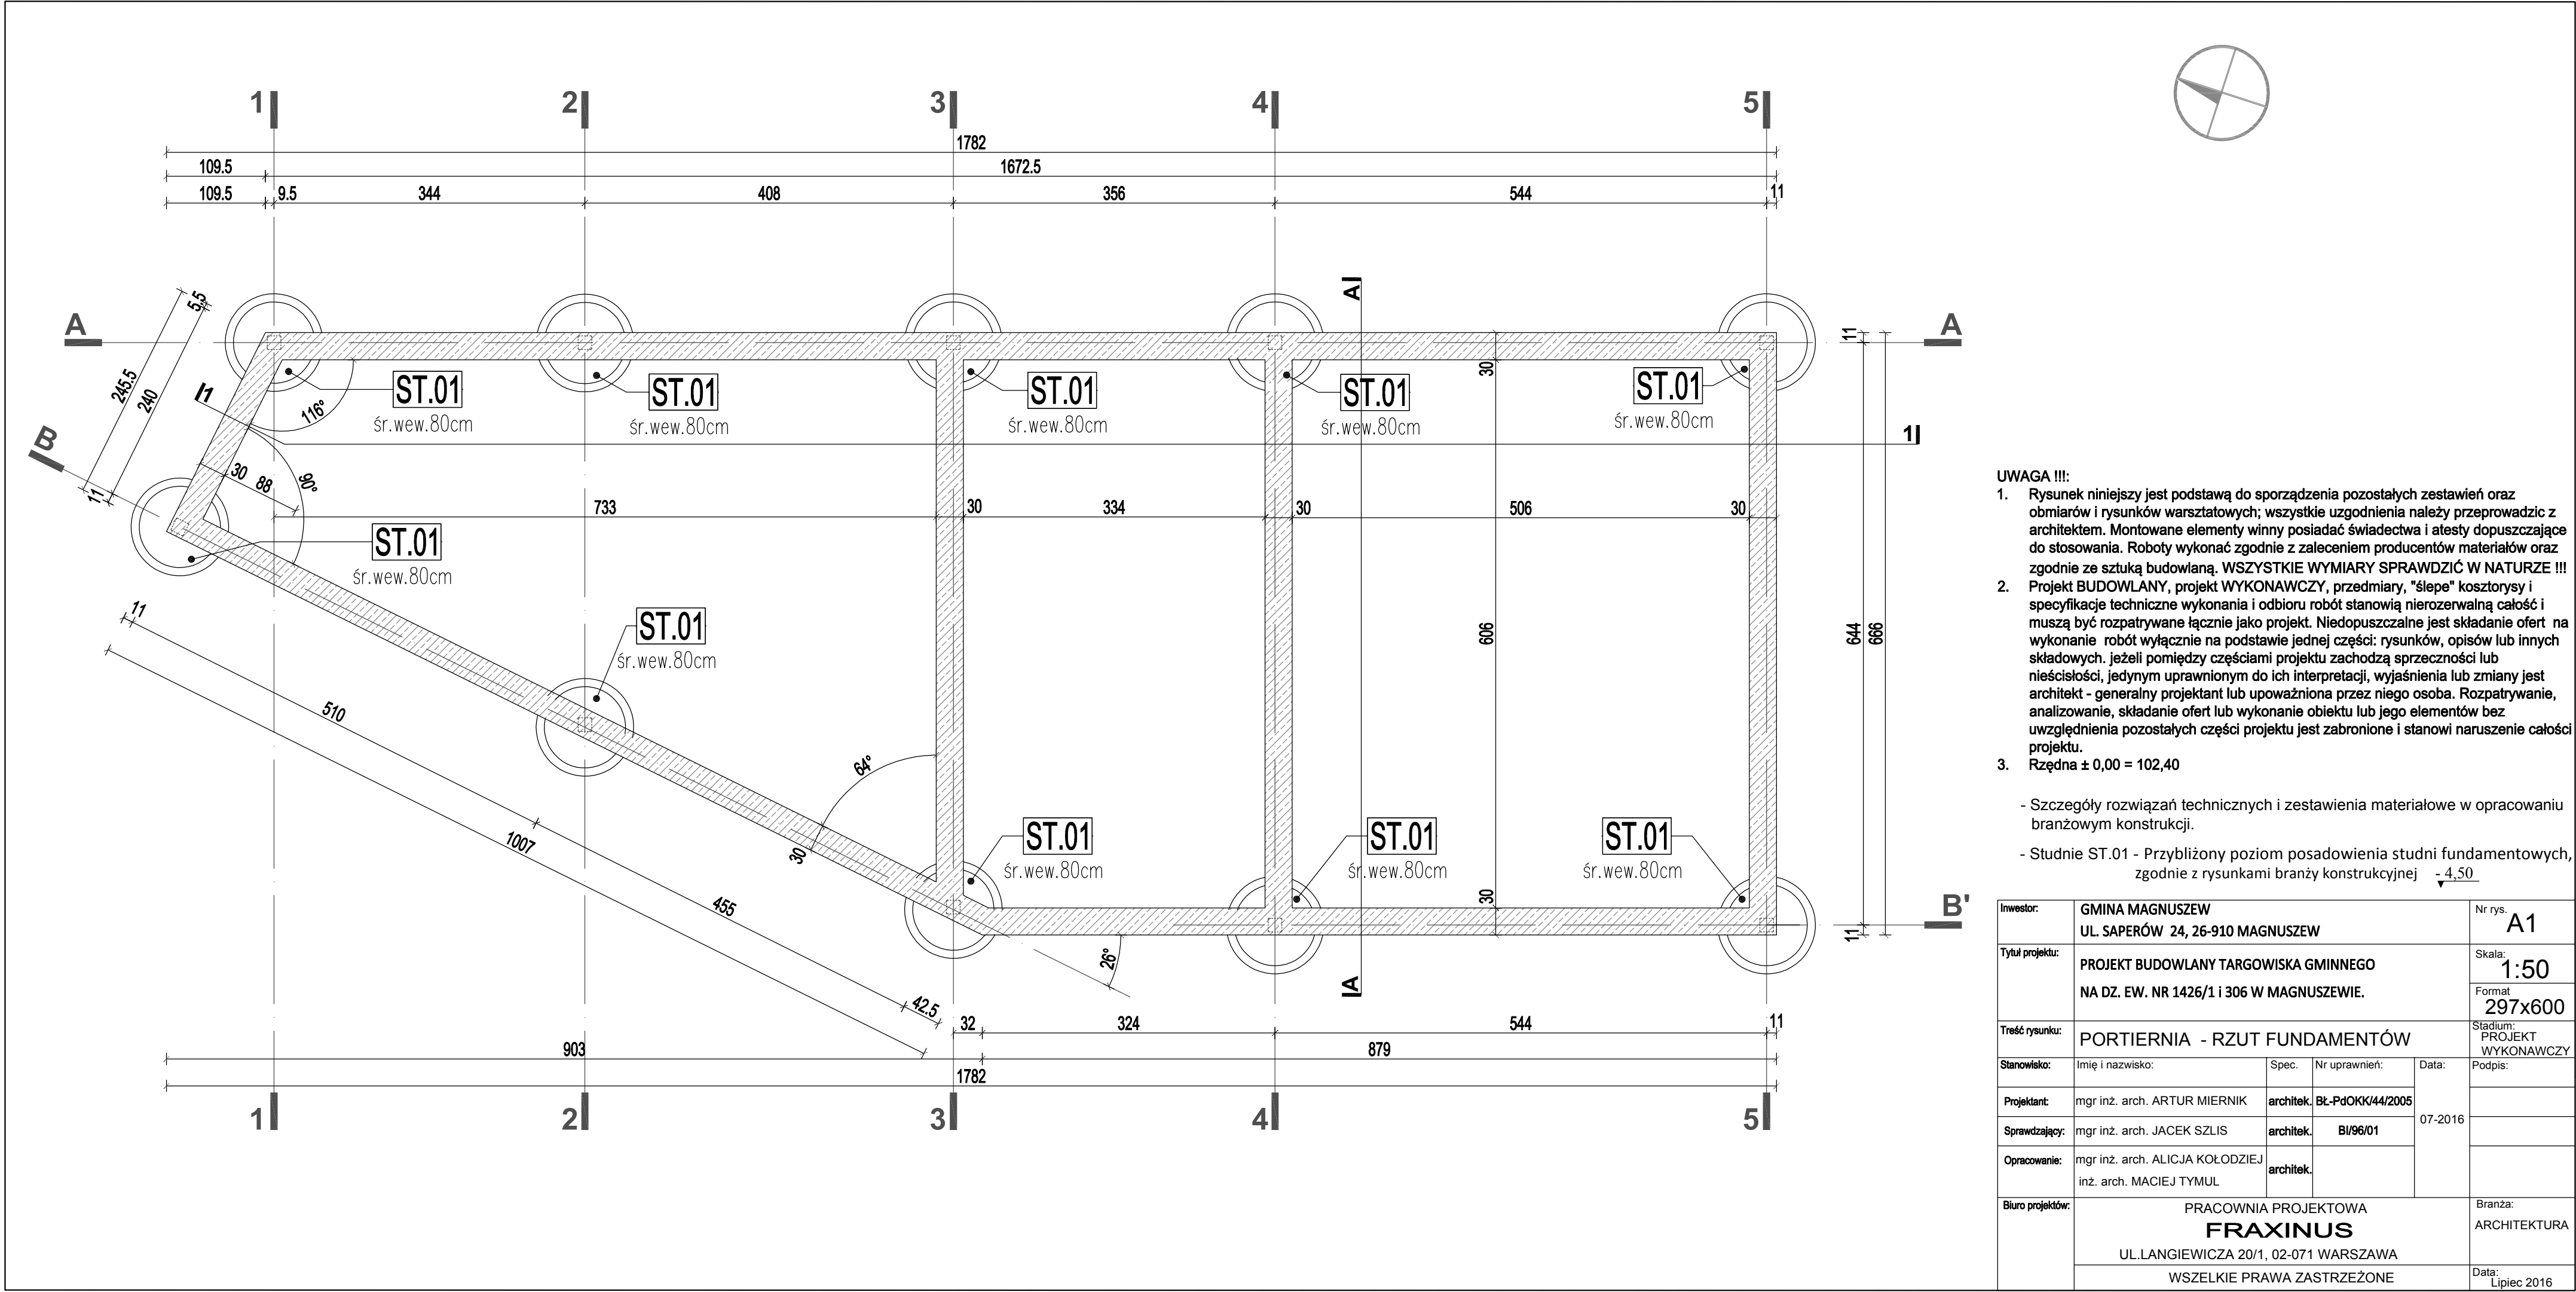 1 2 3 4 5
1782
109.5 1672.5
109.5 9.5 344 408 356 544 11
5,5
A A
A
11
245.5
240
30
1
ST.01
śr.wew.80cm
ST.01
śr.wew.80cm
ST.01
śr.wew.80cm
ST.01
śr.wew.80cm
ST.01
śr.wew.80cm
116°
B
1
30 88 90°
11
733 30 334 30 506 30
ST.01
śr.wew.80cm
11
ST.01
śr.wew.80cm
606
644
666
510
64°
1007
30
ST.01
śr.wew.80cm
ST.01
śr.wew.80cm
ST.01
śr.wew.80cm
455
30
B'
11
26°
A
42.5
32 324 544 11
903 879
1782
1 2 3 4 5
UWAGA !!!:
1. Rysunek niniejszy jest podstawą do sporządzenia pozostałych zestawień oraz
obmiarów i rysunków warsztatowych; wszystkie uzgodnienia należy przeprowadzic z
architektem. Montowane elementy winny posiadać świadectwa i atesty dopuszczające
do stosowania. Roboty wykonać zgodnie z zaleceniem producentów materiałów oraz
zgodnie ze sztuką budowlaną. WSZYSTKIE WYMIARY SPRAWDZIĆ W NATURZE !!!
2. Projekt BUDOWLANY, projekt WYKONAWCZY, przedmiary, "ślepe" kosztorysy i
specyfikacje techniczne wykonania i odbioru robót stanowią nierozerwalną całość i
muszą być rozpatrywane łącznie jako projekt. Niedopuszczalne jest składanie ofert na
wykonanie robót wyłącznie na podstawie jednej części: rysunków, opisów lub innych
składowych. jeżeli pomiędzy częściami projektu zachodzą sprzeczności lub
nieścisłości, jedynym uprawnionym do ich interpretacji, wyjaśnienia lub zmiany jest
architekt - generalny projektant lub upoważniona przez niego osoba. Rozpatrywanie,
analizowanie, składanie ofert lub wykonanie obiektu lub jego elementów bez
uwzględnienia pozostałych części projektu jest zabronione i stanowi naruszenie całości
projektu.
3. Rzędna ± 0,00 = 102,40
- Szczegóły rozwiązań technicznych i zestawienia materiałowe w opracowaniu
branżowym konstrukcji.
- Studnie ST.01 - Przybliżony poziom posadowienia studni fundamentowych,
zgodnie z rysunkami branży konstrukcyjnej - 4,50
Inwestor: GMINA MAGNUSZEW
UL. SAPERÓW 24, 26-910 MAGNUSZEW
Nr rys. A1
Tytuł projektu: PROJEKT BUDOWLANY TARGOWISKA GMINNEGO
NA DZ. EW. NR 1426/1 i 306 W MAGNUSZEWIE.
Skala: 1:50
Format 297x600
Treść rysunku: PORTIERNIA - RZUT FUNDAMENTÓW
Stadium: PROJEKT
WYKONAWCZY
Stanowisko: Imię i nazwisko: Spec. Nr uprawnień: Data: Podpis:
Projektant: mgr inż. arch. ARTUR MIERNIK architek. BŁ-PdOKK/44/2005
07-2016
Sprawdzający: mgr inż. arch. JACEK SZLIS architek. Bł/96/01
Opracowanie: mgr inż. arch. ALICJA KOŁODZIEJ architek.
inż. arch. MACIEJ TYMUL
Biuro projektów: PRACOWNIA PROJEKTOWA
FRAXINUS
UL.LANGIEWICZA 20/1, 02-071 WARSZAWA
WSZELKIE PRAWA ZASTRZEŻONE
Branża:
ARCHITEKTURA
Data:
Lipiec 2016